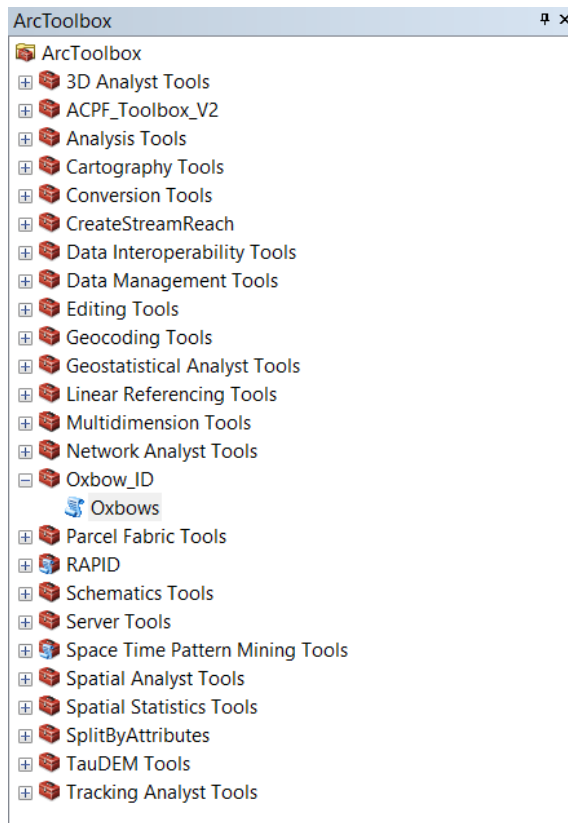 ArcToolbox
ArcToolbox
3D Analyst Tools
ACPF_Toolbox_V2
Analysis Tools
Cartography Tools
Conversion Tools
CreateStreamReach
Data Interoperability Tools
Data Management Tools
Editing Tools
Geocoding Tools
Geostatistical Analyst Tools
Linear Referencing Tools
Multidimension Tools
Network Analyst Tools
Oxbow_ID
Oxbows
Parcel Fabric Tools
RAPID
Schematics Tools
Server Tools
Space Time Pattern Mining Tools
Spatial Analyst Tools
Spatial Statistics Tools
SplitByAttributes
TauDEM Tools
Tracking Analyst Tools